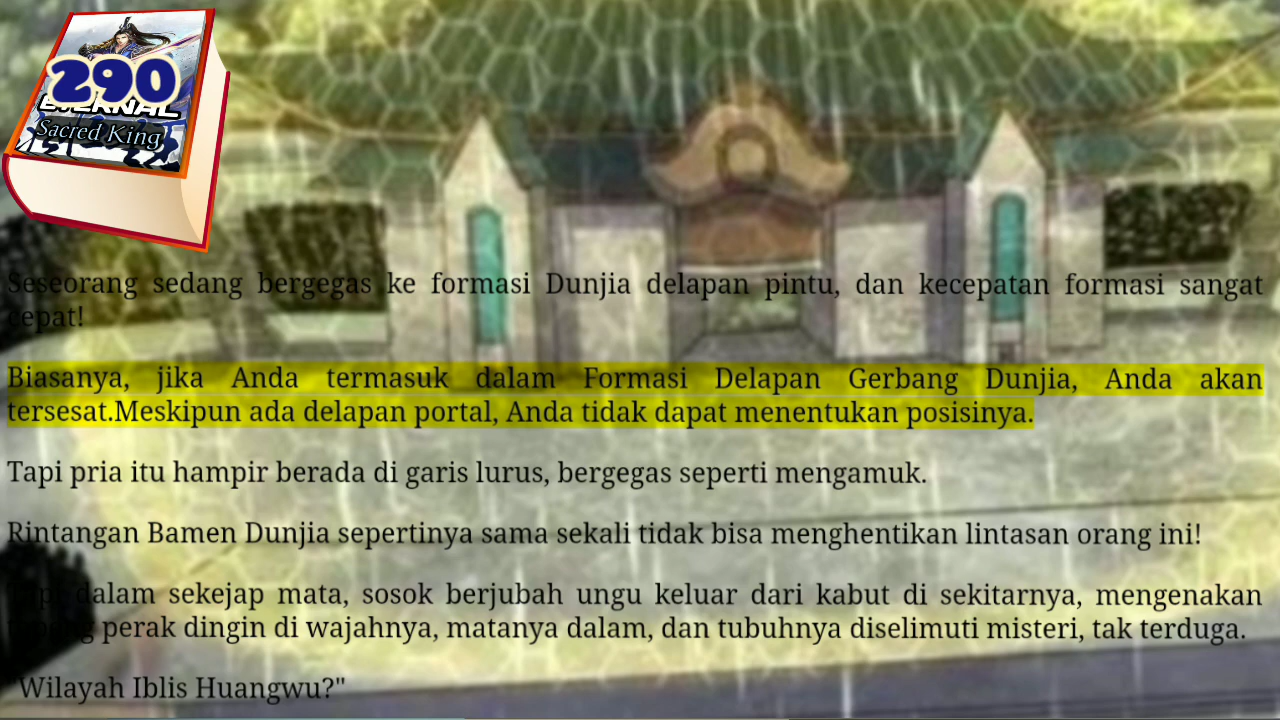 290
ETERNAL
Sacred King
Seseorang sedang bergegas ke formasi Dunjia delapan pintu, dan kecepatan formasi sangat
cepat!
Biasanya, jika Anda termasuk dalam Formasi Delapan Gerbang Dunjia, Anda akan
tersesat.Meskipun ada delapan portal, Anda tidak dapat menentukan posisinya.
Tapi pria itu hampir berada di garis lurus, bergegas seperti mengamuk.
Rintangan Bamen Dunjia sepertinya sama sekali tidak bisa menghentikan lintasan orang ini!
dalam sekejap mata, sosok berjubah ungu keluar dari kabut di sekitarnya, mengenakan
topeng perak dingin di wajahnya, matanya dalam, dan tubuhnya diselimuti misteri, tak terduga.
"Wilayah Iblis Huangwu?"